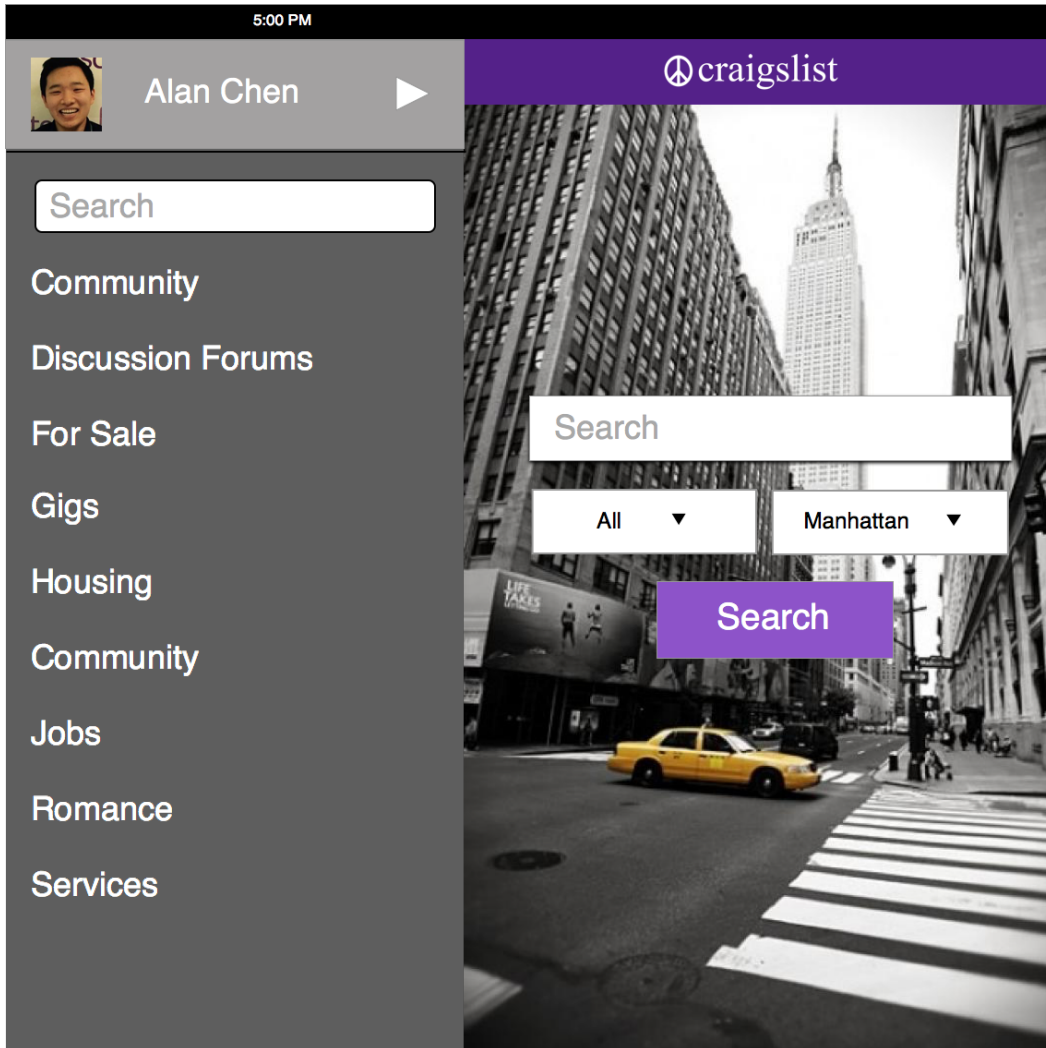 5:00 PM
Alan Chen
craigslist
Search
Community
Discussion Forums
For Sale
Gigs
Housing
Community
Jobs
Romance
Services
Search
All ▼
Manhattan ▼
Search
LIFE
TAKES